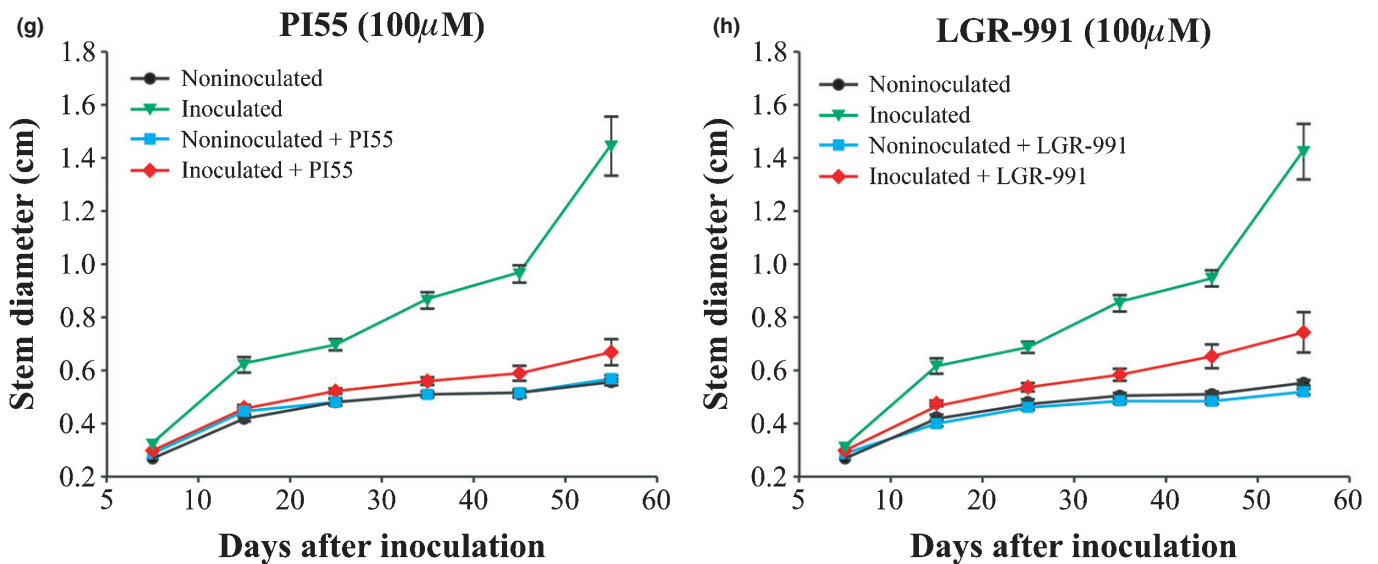 (g)
PI55 (100μM)
Stem diameter (cm)
1.8
1.6
1.4
1.2
1.0
0.8
0.6
0.4
0.2
Noninoculated
Inoculated
Noninoculated + PI55
Inoculated + PI55
5 10 20 30 40 50 60
Days after inoculation
(h)
LGR-991 (100μM)
Stem diameter (cm)
1.8
1.6
1.4
1.2
1.0
0.8
0.6
0.4
0.2
Noninoculated
Inoculated
Noninoculated + LGR-991
Inoculated + LGR-991
5 10 20 30 40 50 60
Days after inoculation